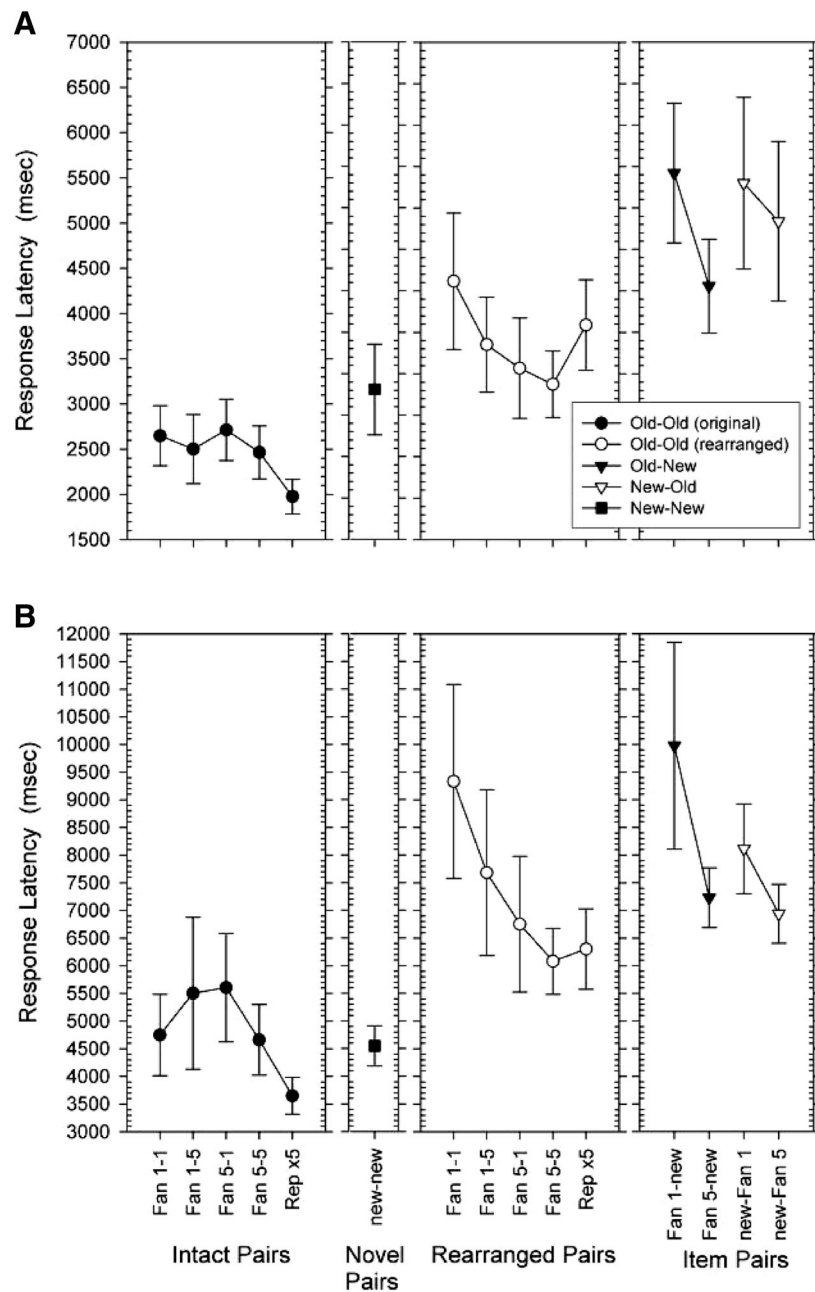 A
Response Latency (msec)
7000
6500
6000
5500
5000
4500
4000
3500
3000
2500
2000
1500
Old-Old (original)
Old-Old (rearranged)
Old-New
New-Old
New-New
B
Response Latency (msec)
12000
11500
11000
10500
10000
9500
9000
8500
8000
7500
7000
6500
6000
5500
5000
4500
4000
3500
3000
Fan 1-1
Fan 1-5
Fan 5-1
Fan 5-5
Rep x5
new-new
Fan 1-1
Fan 1-5
Fan 5-1
Fan 5-5
Rep x5
Fan 1-new
Fan 5-new
new-Fan 1
new-Fan 5
Intact Pairs
Novel
Pairs
Rearranged Pairs
Item Pairs